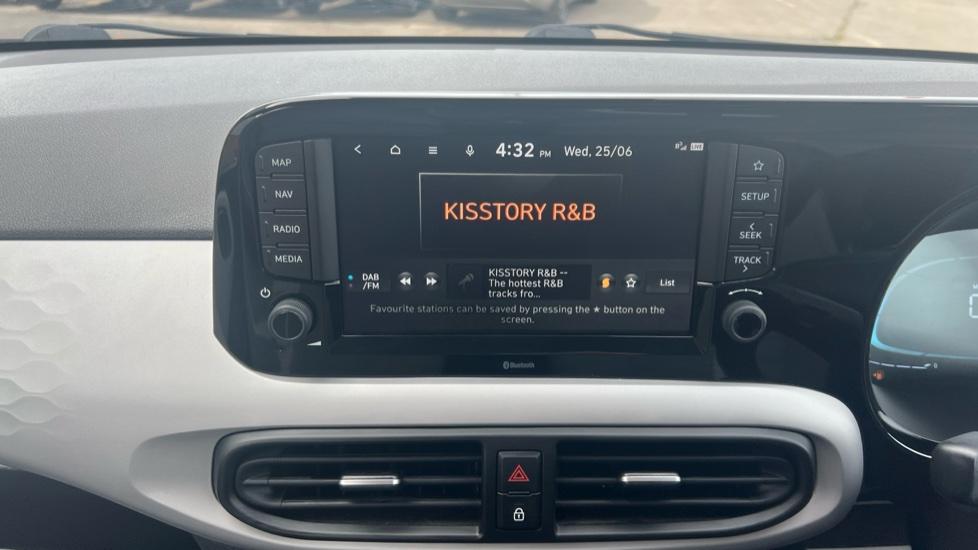 4:32 PM Wed, 25/06
LIVE
MAP
NAV
RADIO
MEDIA
KISSTORY R&B
DAB
/FM
KISSTORY R&B --
The hottest R&B
tracks fro...
List
Favourite stations can be saved by pressing the ★ button on the
screen.
SETUP
SEEK
TRACK
Bluetooth